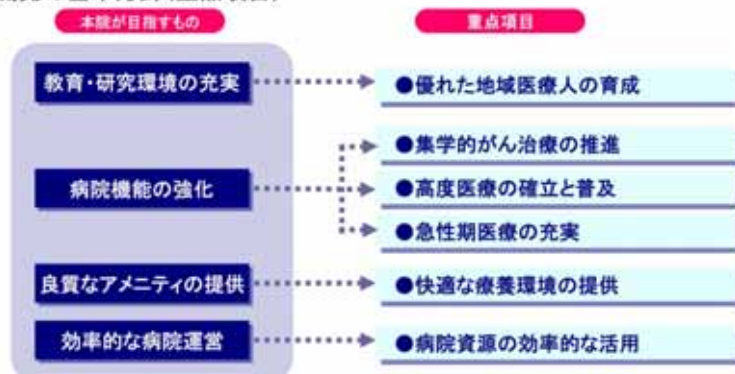 本院が目指すもの
重点項目
教育・研究環境の充実
●優れた地域医療人の育成
病院機能の強化
●集学的がん治療の推進
●高度医療の確立と普及
●急性期医療の充実
良質なアメニティの提供
●快適な療養環境の提供
効率的な病院運営
●病院資源の効率的な活用